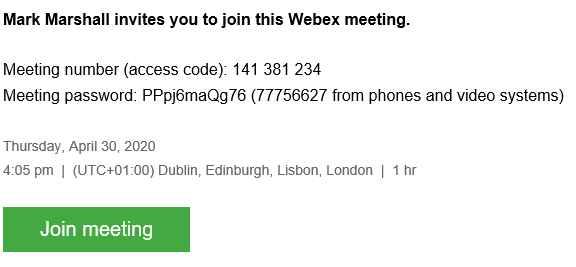 Mark Marshall invites you to join this Webex meeting.
Meeting number (access code): 141 381 234
Meeting password: PPpj6maQg76 (77756627 from phones and video systems)
Thursday, April 30, 2020
4:05 pm | (UTC+01:00) Dublin, Edinburgh, Lisbon, London | 1 hr
Join meeting